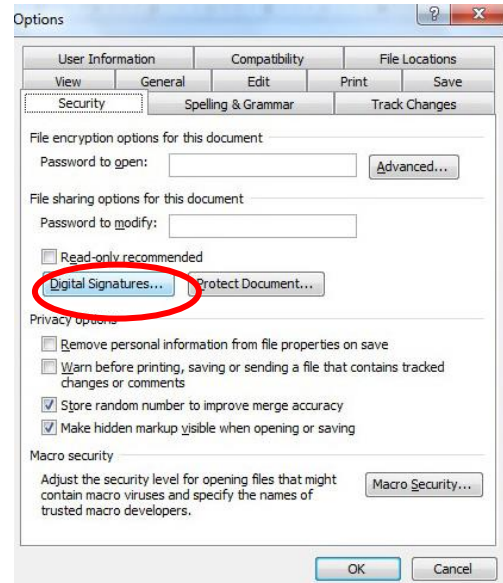 Options
User Information Compatibility File Locations
View General Edit Print Save
Security Spelling & Grammar Track Changes
File encryption options for this document
Password to open:
Advanced...
File sharing options for this document
Password to modify:
Read-only recommended
Digital Signatures... Protect Document...
Privacy options
Remove personal information from file properties on save
Warn before printing, saving or sending a file that contains tracked
changes or comments
Store random number to improve merge accuracy
Make hidden markup visible when opening or saving
Macro security
Adjust the security level for opening files that might
contain macro viruses and specify the names of
trusted macro developers.
Macro Security...
OK Cancel